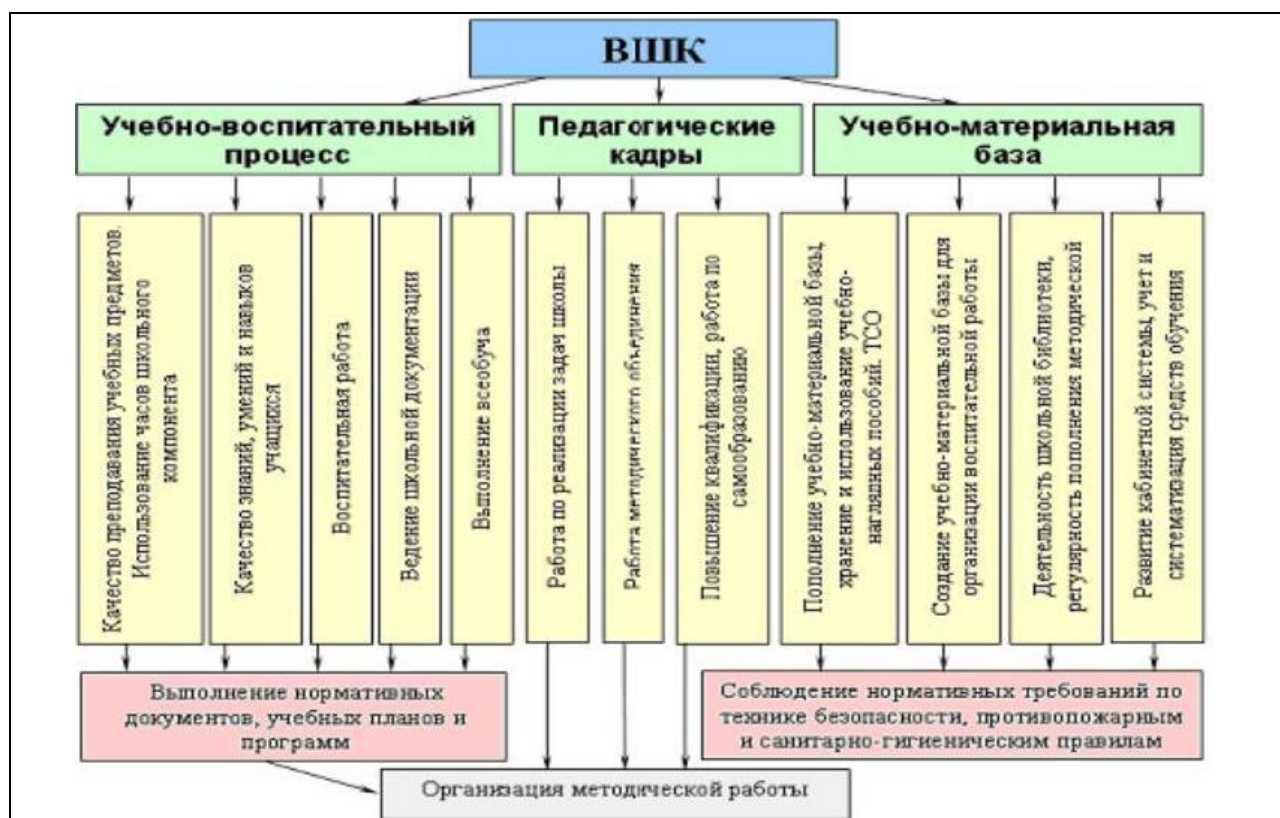 ВШК
Учебно-воспитательный
процесс
Педагогические
кадры
Учебно-материальная
база
Качество преподавания учебных предметов.
Использование часов школьного
компонента
Качество знаний, умений и навыков
учащихся
Воспитательная работа
Ведение школьной документации
Выполнение всеобуча
Работа по реализации задач школы
Работа методического объединения
Повышение квалификации, работа по
самообразованию
Пополнение учебно-материальной базы,
хранение и использование учебно-
наглядных пособий. ТСО
Создание учебно-материальной базы для
организации воспитательной работы
Деятельность школьной библиотеки,
регулярность пополнения методической
Развитие кабинетной системы, учет и
систематизация средств обучения
Выполнение нормативных
документов, учебных планов и
программ
Соблюдение нормативных требований по
технике безопасности, противопожарным
и санитарно-гигиеническим правилам
Организация методической работы